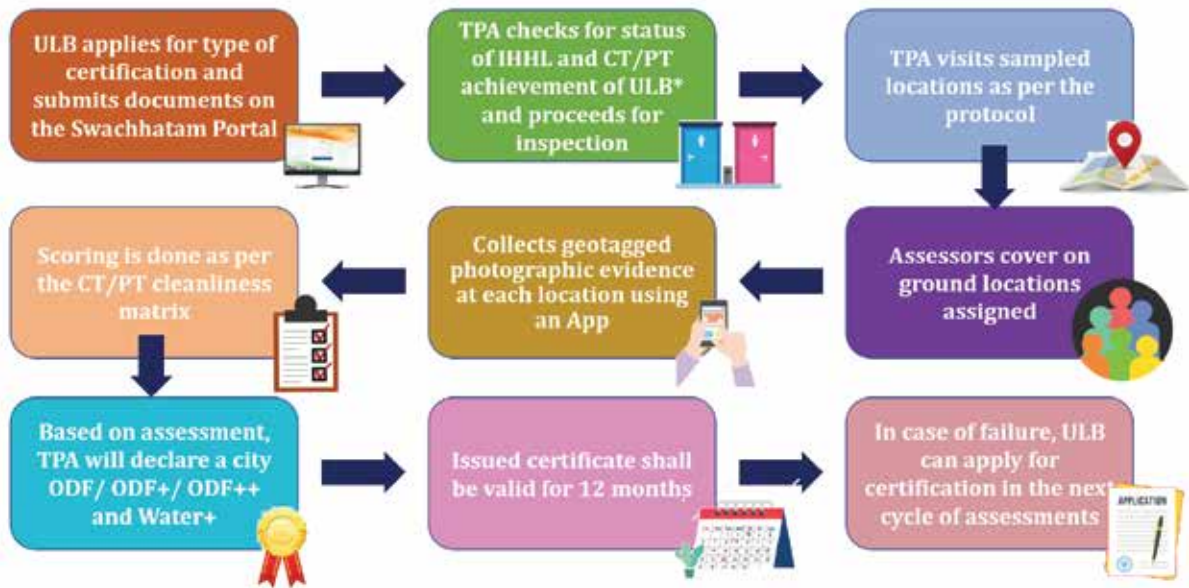 ULB applies for type of
certification and
submits documents on
the Swachhatam Portal
TPA checks for status
of IHHL and CT/PT
achievement of ULB*
and proceeds for
inspection
TPA visits sampled
locations as per the
protocol
Assessors cover on
ground locations
assigned
Collects geotagged
photographic evidence
at each location using
an App
Scoring is done as per
the CT/PT cleanliness
matrix
Based on assessment,
TPA will declare a city
ODF/ ODF+/ ODF++
and Water+
Issued certificate shall
be valid for 12 months
In case of failure, ULB
can apply for
certification in the next
cycle of assessments
APPLICATION